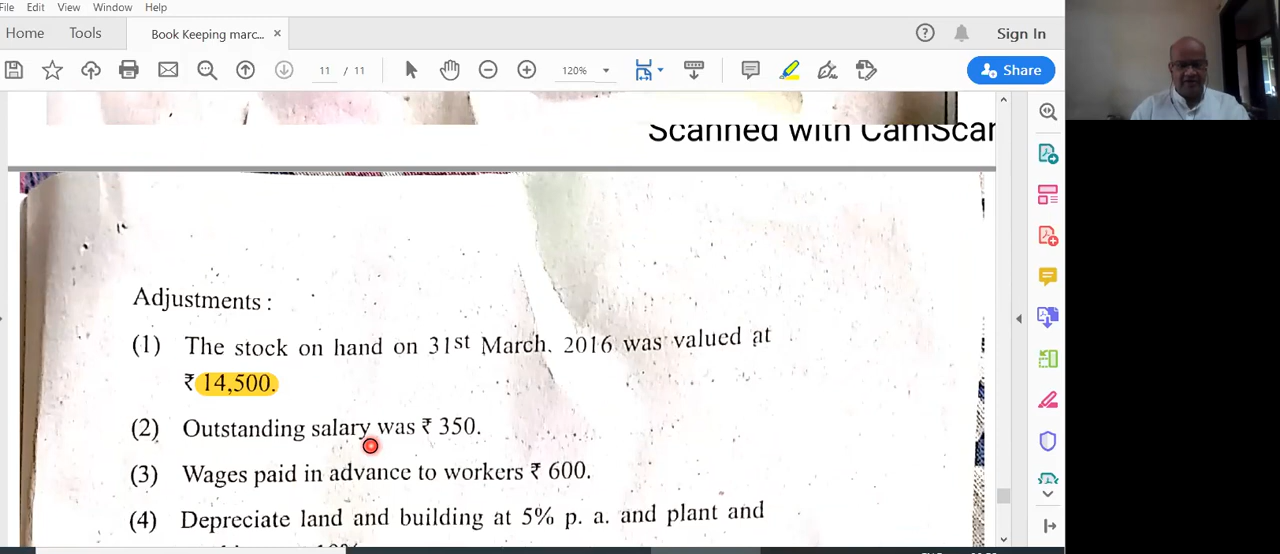 File Edit View Window Help
Home Tools Book Keeping marc... × Sign In
11 / 11 120% Share
Scanned with CamScan
Adjustments :
(1) The stock on hand on 31st March, 2016 was valued at
₹ 14,500.
(2) Outstanding salary was ₹ 350.
(3) Wages paid in advance to workers ₹ 600.
(4) Depreciate land and building at 5% p. a. and plant and